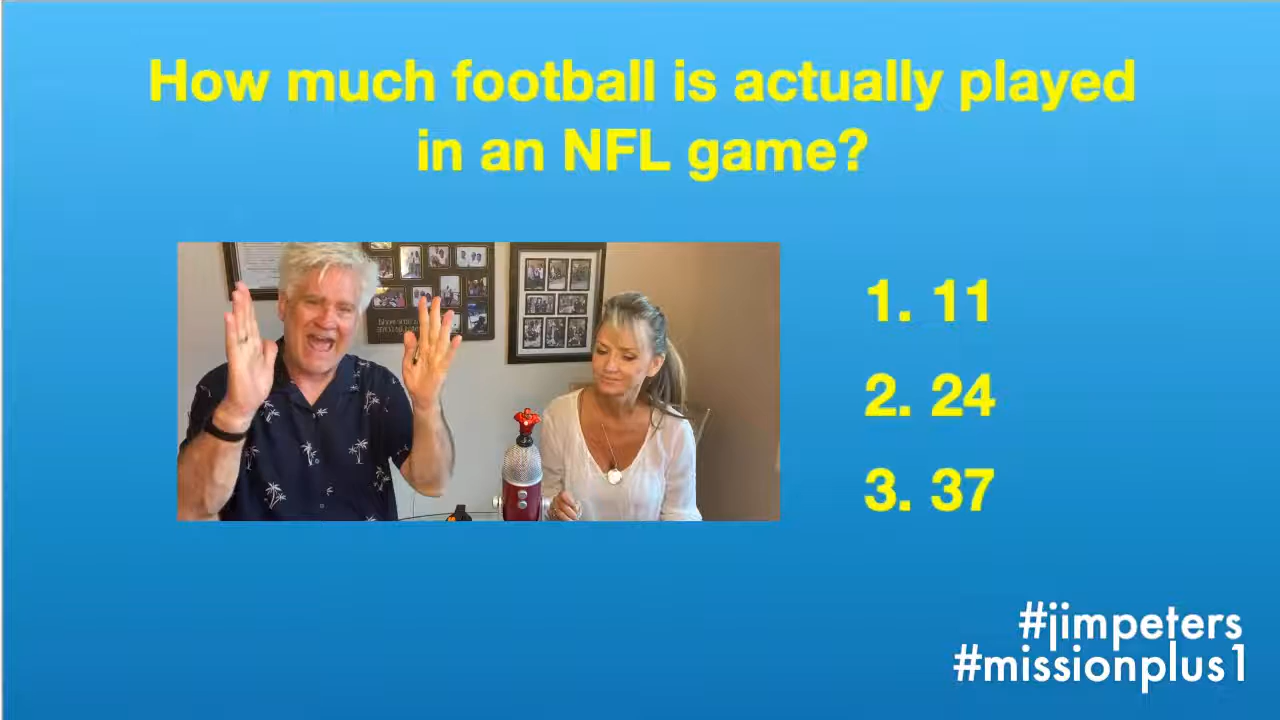 How much football is actually played
in an NFL game?
1. 11
2. 24
3. 37
#jimpeters
#missionplus1